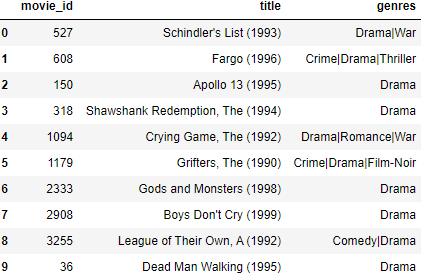 movie_id title genres
0 527 Schindler's List (1993) Drama|War
1 608 Fargo (1996) Crime|Drama|Thriller
2 150 Apollo 13 (1995) Drama
3 318 Shawshank Redemption, The (1994) Drama
4 1094 Crying Game, The (1992) Drama|Romance|War
5 1179 Grifters, The (1990) Crime|Drama|Film-Noir
6 2333 Gods and Monsters (1998) Drama
7 2908 Boys Don't Cry (1999) Drama
8 3255 League of Their Own, A (1992) Comedy|Drama
9 36 Dead Man Walking (1995) Drama